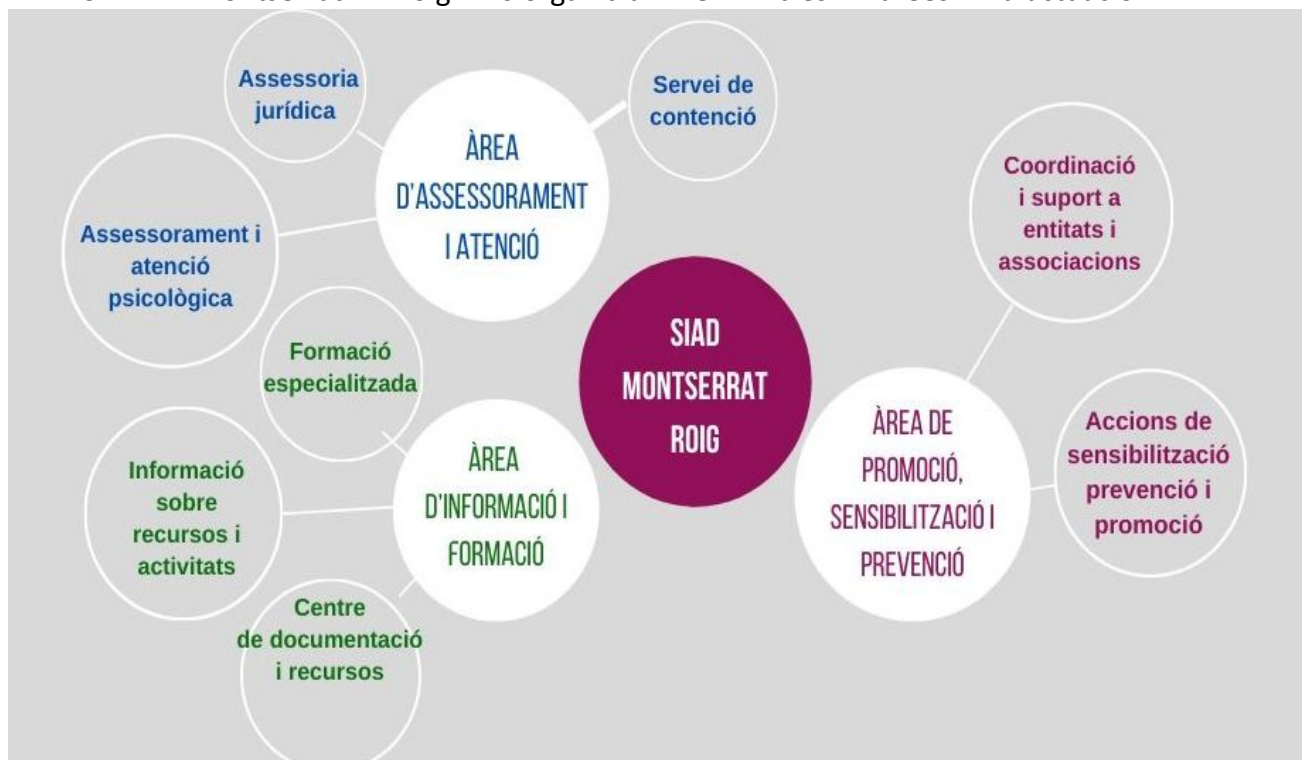 Assessoria
jurídica
ÀREA
D'ASSESSORAMENT
I ATENCIÓ
Servei de
contenció
Assessorament i
atenció
psicològica
Formació
especialitzada
Informació
sobre
recursos i
activitats
ÀREA
D'INFORMACIÓ I
FORMACIÓ
Centre
de documentació
i recursos
SIAD
MONTSERRAT
ROIG
Coordinació
i suport a
entitats i
associacions
ÀREA DE
PROMOCIÓ,
SENSIBILITZACIÓ I
PREVENCIÓ
Accions de
sensibilització
prevenció i
promoció